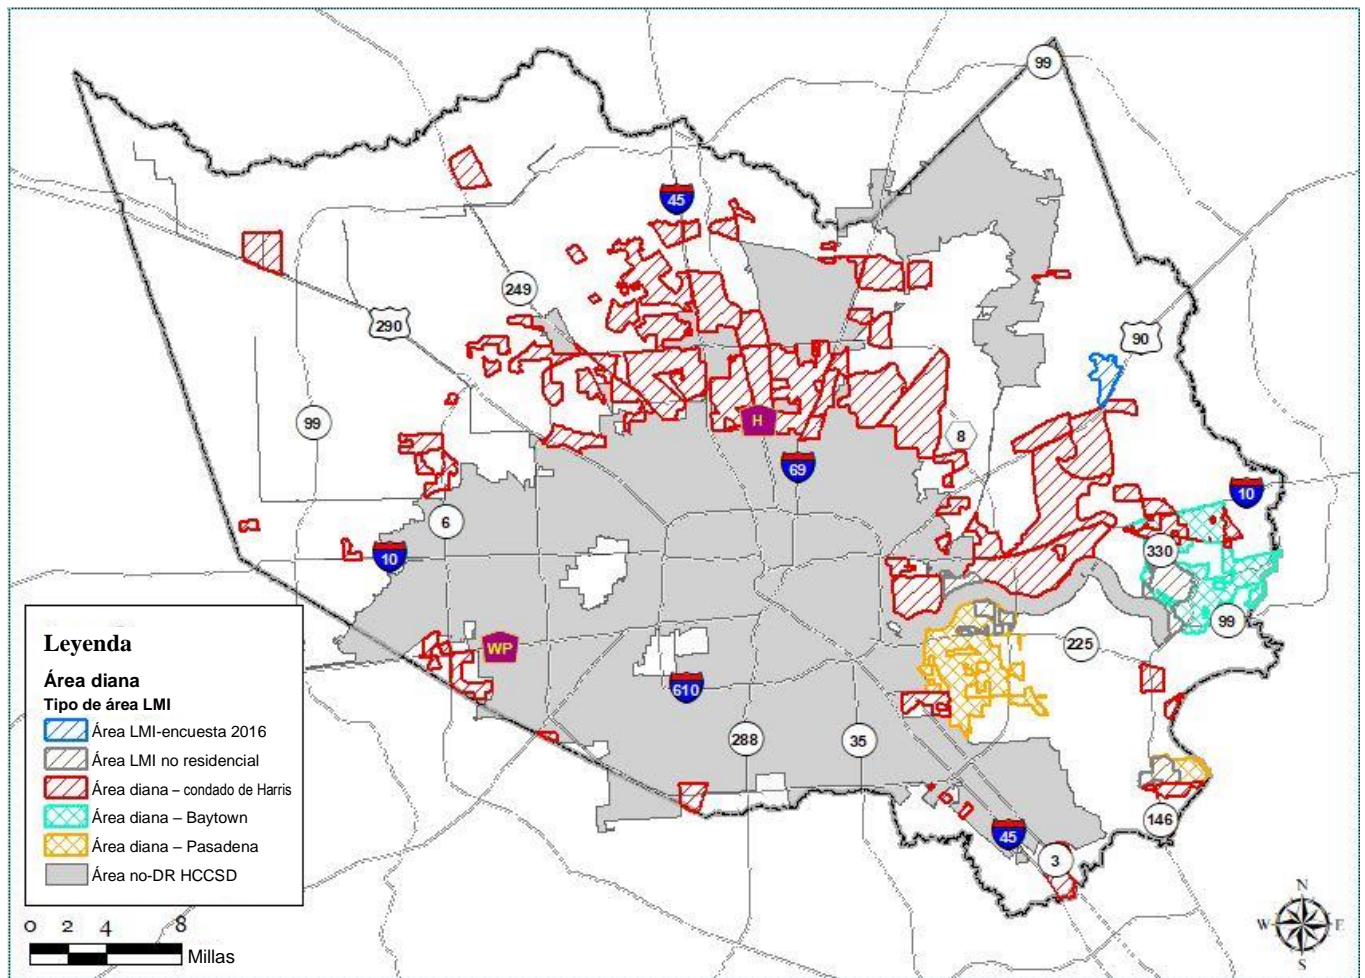 99
45
249
290
90
99
H
8
69
10
6
10
330
99
WP
225
610
288
35
146
45
3
Leyenda
Área diana
Tipo de área LMI
Área LMI-encuesta 2016
Área LMI no residencial
Área diana – condado de Harris
Área diana – Baytown
Área diana – Pasadena
Área no-DR HCCSD
0 2 4 8
Millas
N
W E
S